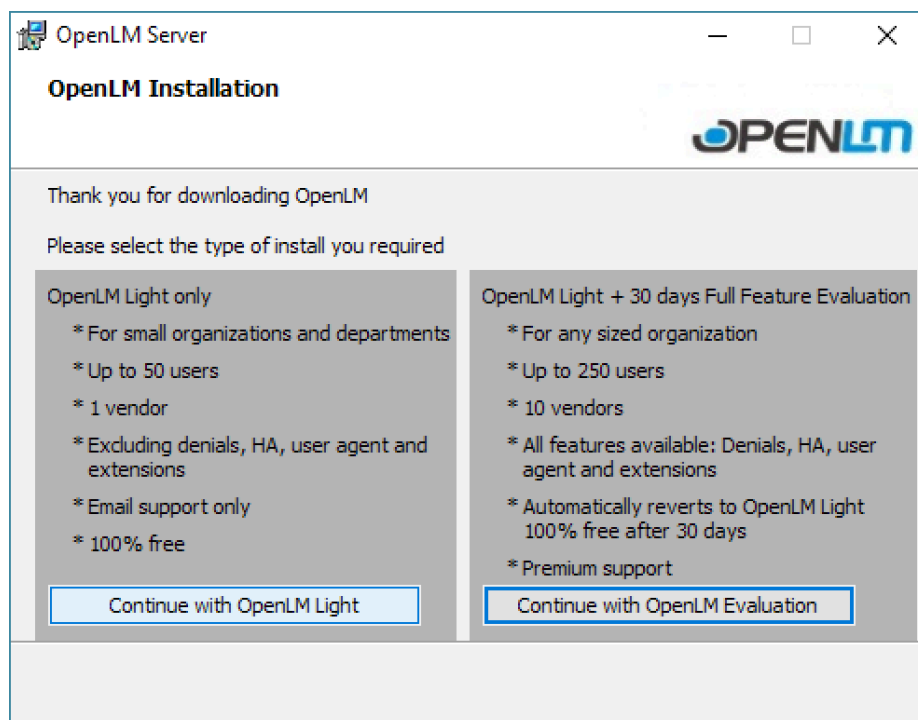 OpenLM Server
OpenLM Installation
OPENLM
Thank you for downloading OpenLM
Please select the type of install you required
OpenLM Light only
* For small organizations and departments
* Up to 50 users
* 1 vendor
* Excluding denials, HA, user agent and
extensions
* Email support only
* 100% free
Continue with OpenLM Light
OpenLM Light + 30 days Full Feature Evaluation
* For any sized organization
* Up to 250 users
* 10 vendors
* All features available: Denials, HA, user
agent and extensions
* Automatically reverts to OpenLM Light
100% free after 30 days
* Premium support
Continue with OpenLM Evaluation